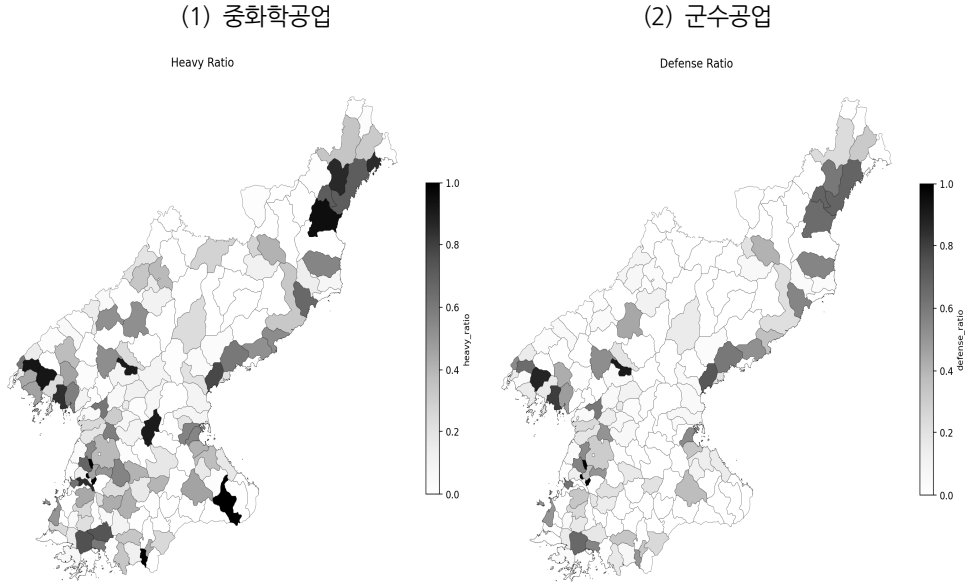 (1) 중화학공업
(2) 군수공업
Heavy Ratio
Defense Ratio
1.0
0.8
0.6
0.4
0.2
0.0
heavy_ratio
1.0
0.8
0.6
0.4
0.2
0.0
defense_ratio